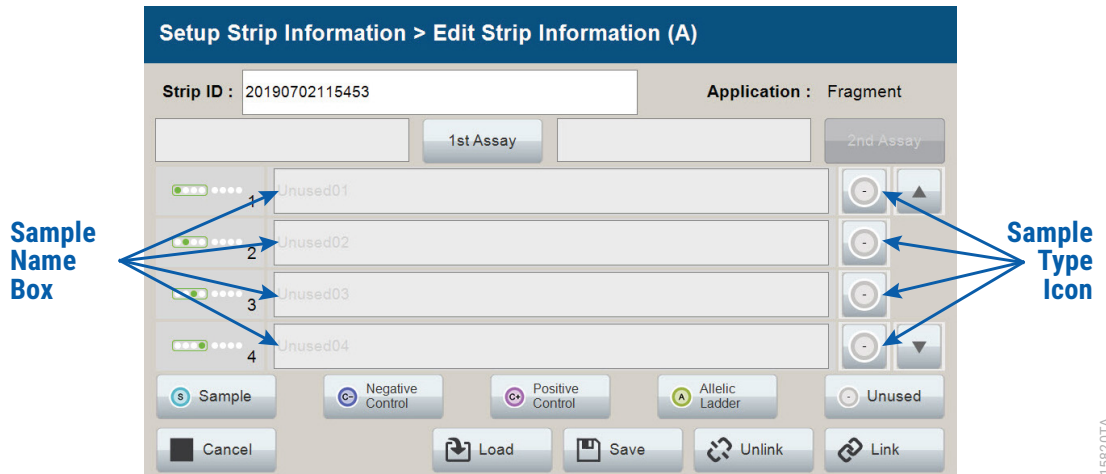 Setup Strip Information > Edit Strip Information (A)
Strip ID : 20190702115453 Application : Fragment
1st Assay 2nd Assay
1 Unused01
2 Unused02
3 Unused03
4 Unused04
Sample
Name
Box
Sample
Type
Icon
S Sample C- Negative Control C+ Positive Control A Allelic Ladder - Unused
Cancel Load Save Unlink Link
15820TA